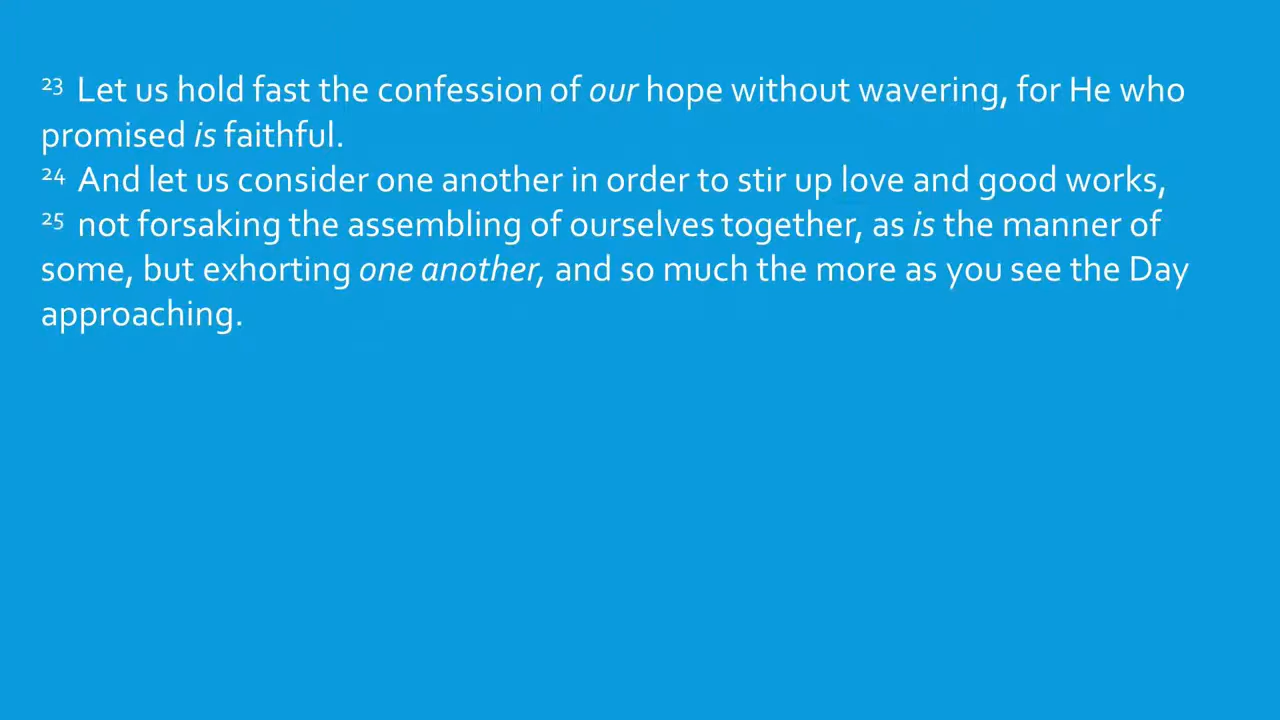 23 Let us hold fast the confession of our hope without wavering, for He who
promised is faithful.
24 And let us consider one another in order to stir up love and good works,
25 not forsaking the assembling of ourselves together, as is the manner of
some, but exhorting one another, and so much the more as you see the Day
approaching.